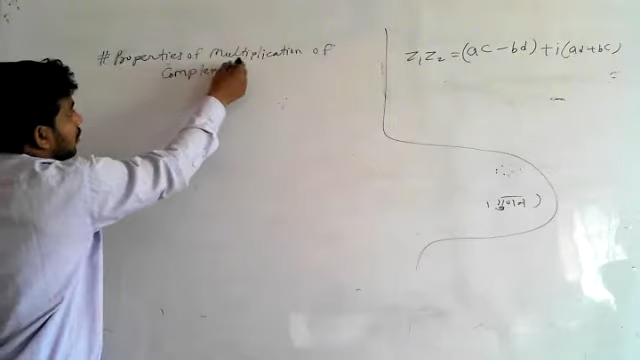 # Properties of Multiplication of
Complex
z₁z₂ = (ac - bd) + i(ad + bc)
(गुणन)